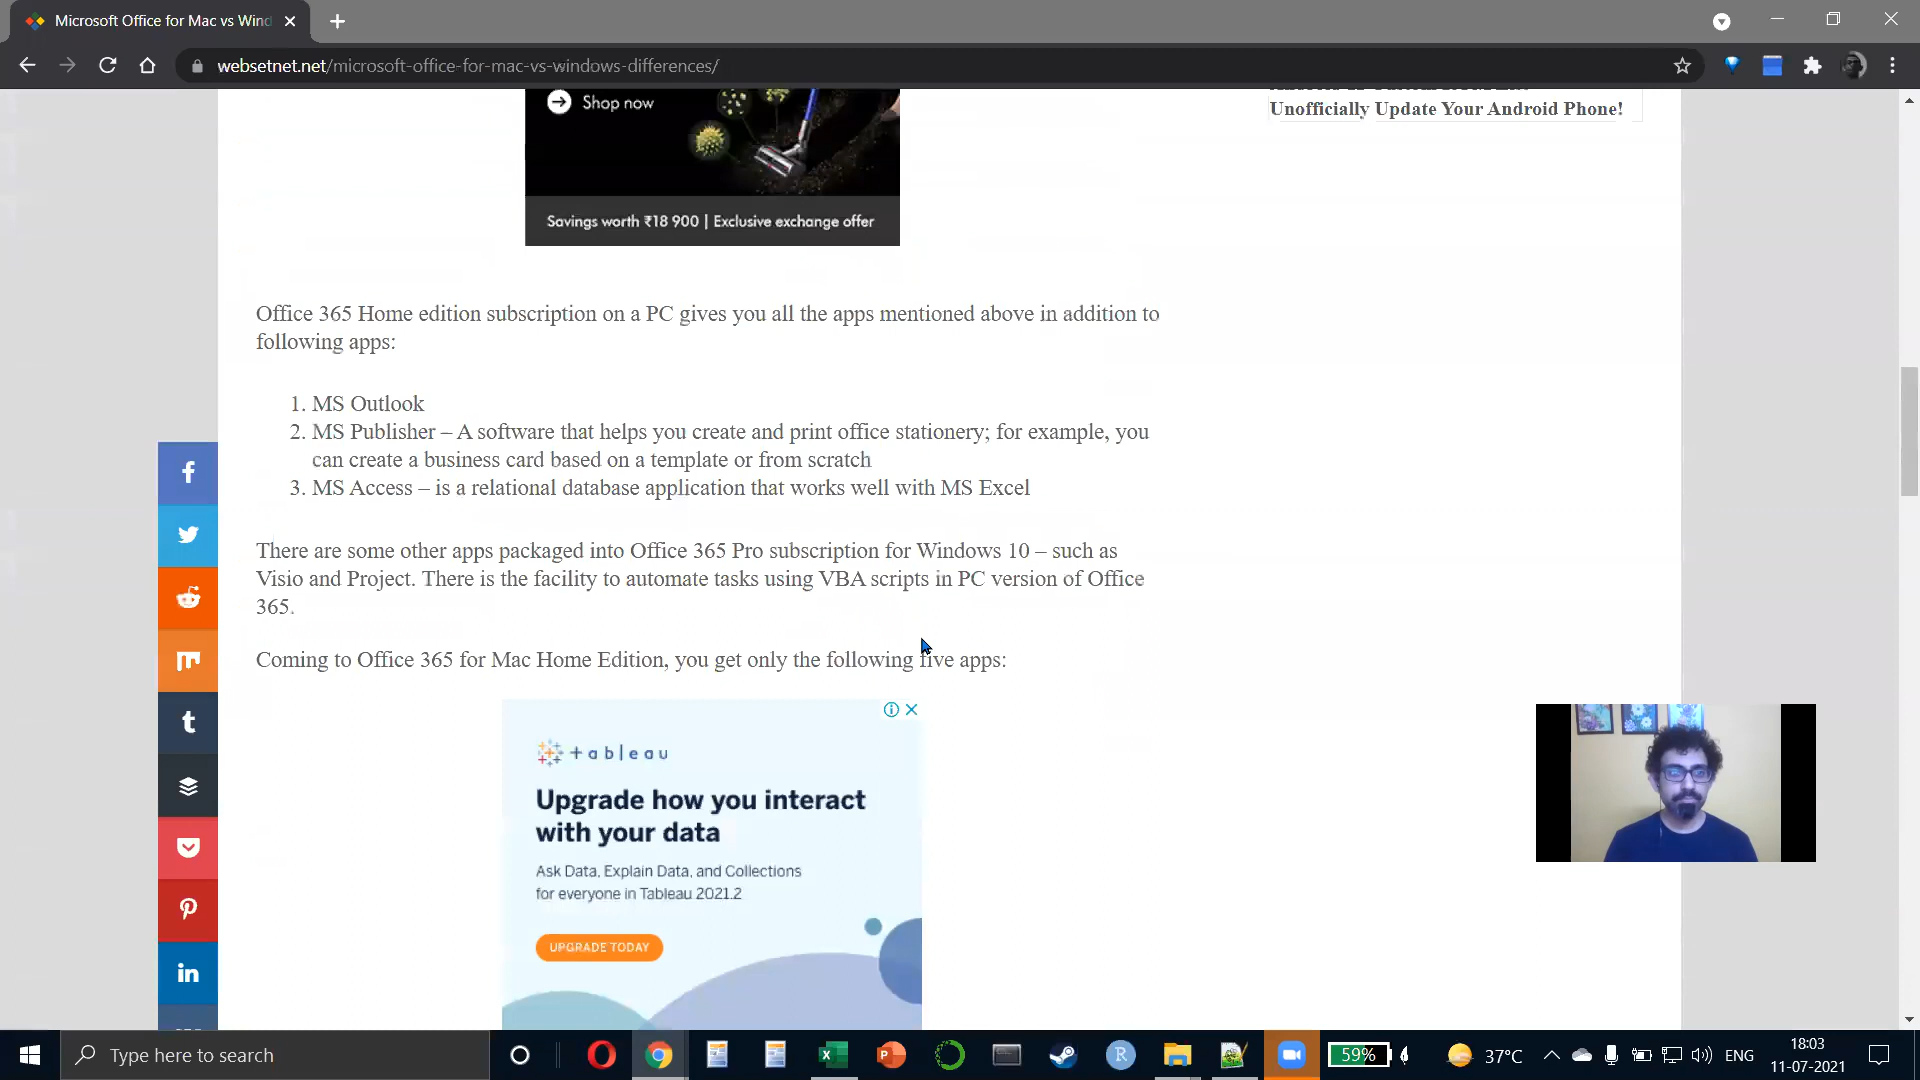 Microsoft Office for Mac vs Wind
websetnet.net/microsoft-office-for-mac-vs-windows-differences/
Shop now
Savings worth ₹18 900 | Exclusive exchange offer
Unofficially Update Your Android Phone!
Office 365 Home edition subscription on a PC gives you all the apps mentioned above in addition to
following apps:
1. MS Outlook
2. MS Publisher – A software that helps you create and print office stationery; for example, you
can create a business card based on a template or from scratch
3. MS Access – is a relational database application that works well with MS Excel
There are some other apps packaged into Office 365 Pro subscription for Windows 10 – such as
Visio and Project. There is the facility to automate tasks using VBA scripts in PC version of Office
365.
Coming to Office 365 for Mac Home Edition, you get only the following five apps:
+ a b | e a u
Upgrade how you interact
with your data
Ask Data, Explain Data, and Collections
for everyone in Tableau 2021.2
UPGRADE TODAY
Type here to search
59%
37°C
ENG
18:03
11-07-2021